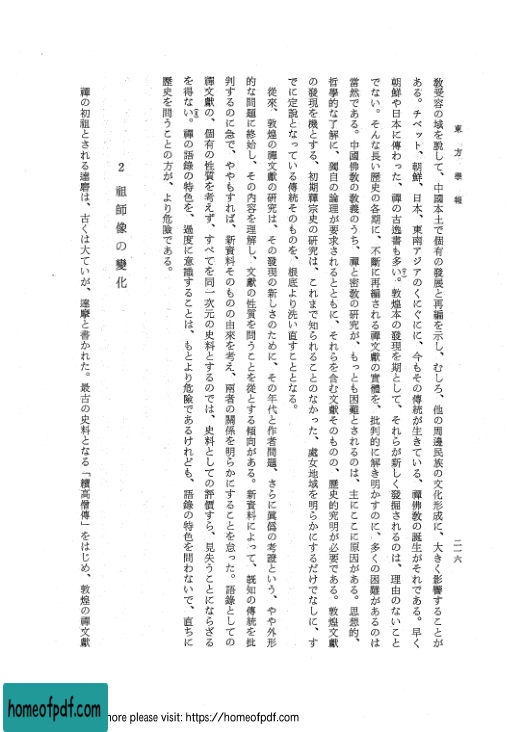 東方學報
二一六
敎受容の域を脫して、中國本土で個有の發展と再編を示し、むしろ、他の周邊民族の文化形成に、大きく影響することが
ある。チベット、朝鮮、日本、東南アジアのくにぐにに、今もその傳統が生きている、禪佛敎の誕生がそれである。早く
朝鮮や日本に傳わった、禪の古逸書も多い。敦煌本の發現を期として、それらが新しく發掘されるのは、理由のないこと
でない。そんな長い歷史の各期に、不斷に再編される禪文獻の實體を、批判的に解き明かすのに、多くの困難があるのは
當然である。中國佛敎の敎義のうち、禪と密敎の硏究が、もっとも困難とされるのは、主にここに原因がある。思想的、
哲學的な了解に、獨自の論理が要求されるとともに、それらを含む文獻そのものの、歷史的究明が必要である。敦煌文獻
の發現を機とする、初期禪宗史の硏究は、これまで知られることのなかった、處女地域を明らかにするだけでなしに、す
でに定說となっている傳統そのものを、根底より洗い直すこととなる。
從來、敦煌の禪文獻の硏究は、その發現の新しさのために、その年代と作者問題、さらに眞僞の考證という、やや外形
的な問題に終始し、その內容を理解し、文獻の性質を問うことを從とする傾向がある。新資料によって、旣知の傳統を批
判するのに急で、ややもすれば、新資料そのものの由來を考え、兩者の關係を明らかにすることを怠った。語錄としての
禪文獻の、個有の性質を考えず、すべてを同一次元の史料とするのでは、史料としての評價すら、見失うことにならざる
を得ない。禪の語錄の特色を、過度に意識することは、もとより危險であるけれども、語錄の特色を問わないで、直ちに
歷史を問うことの方が、より危險である。
2 祖師像の變化
禪の初祖とされる達磨は、古くは大ていが、達摩と書かれた。最古の史料となる「續高僧傳」をはじめ、敦煌の禪文獻
homeofpdf.com
more please visit: https://homeofpdf.com